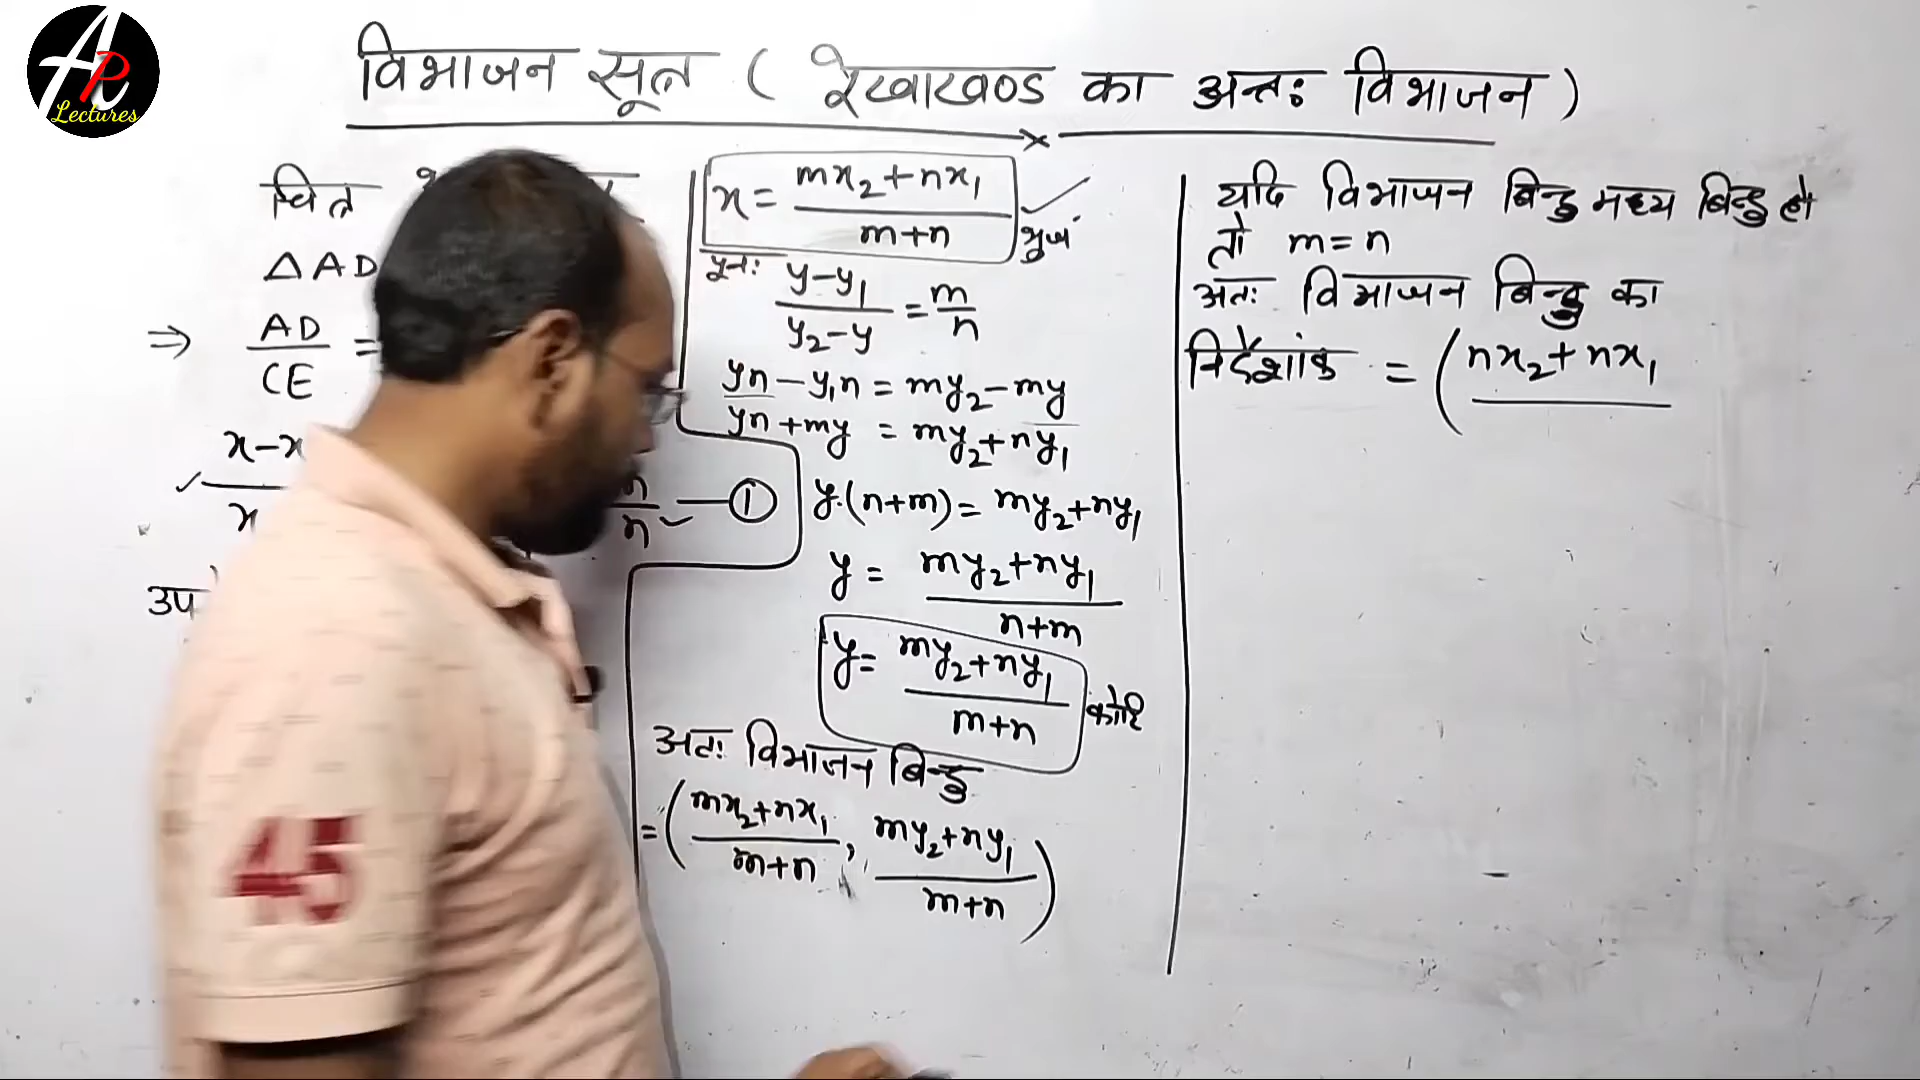 AP
Lectures
विभाजन सूत्र ( रेखाखण्ड का अन्तः विभाजन )
चित्र
Δ AD
⇒ AD / CE =
x-x
n / n — ①
उप
x = (mx₂+nx₁) / (m+n) भुज
पुनः
(y-y₁) / (y₂-y) = m / n
yn - y₁n = my₂ - my
yn + my = my₂ + ny₁
y.(n+m) = my₂ + ny₁
y = (my₂+ny₁) / (n+m)
y = (my₂+ny₁) / (m+n) कोटि
अतः विभाजन बिन्दु
= ( (mx₂+nx₁) / (m+n) , (my₂+ny₁) / (m+n) )
यदि विभाजन बिन्दु मध्य बिन्दु हो
तो m = n
अतः विभाजन बिन्दु का
निर्देशांक = ( nx₂ + nx₁
45